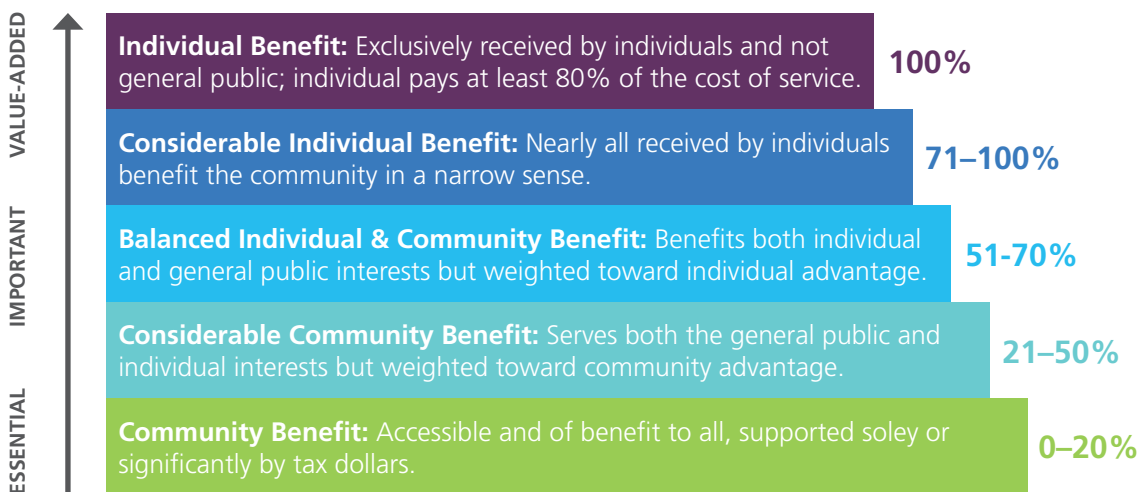 VALUE-ADDED
Individual Benefit: Exclusively received by individuals and not
general public; individual pays at least 80% of the cost of service.
100%
Considerable Individual Benefit: Nearly all received by individuals
benefit the community in a narrow sense.
71–100%
IMPORTANT
Balanced Individual & Community Benefit: Benefits both individual
and general public interests but weighted toward individual advantage.
51-70%
Considerable Community Benefit: Serves both the general public and
individual interests but weighted toward community advantage.
21–50%
ESSENTIAL
Community Benefit: Accessible and of benefit to all, supported soley or
significantly by tax dollars.
0–20%